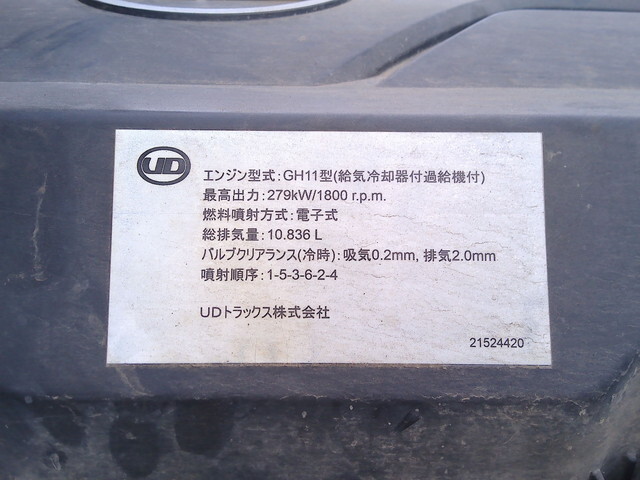 UD
エンジン型式:GH11型(給気冷却器付過給機付)
最高出力:279kW/1800 r.p.m.
燃料噴射方式:電子式
総排気量:10.836 L
バルブクリアランス(冷時):吸気0.2mm, 排気2.0mm
噴射順序:1-5-3-6-2-4
UDトラックス株式会社
21524420